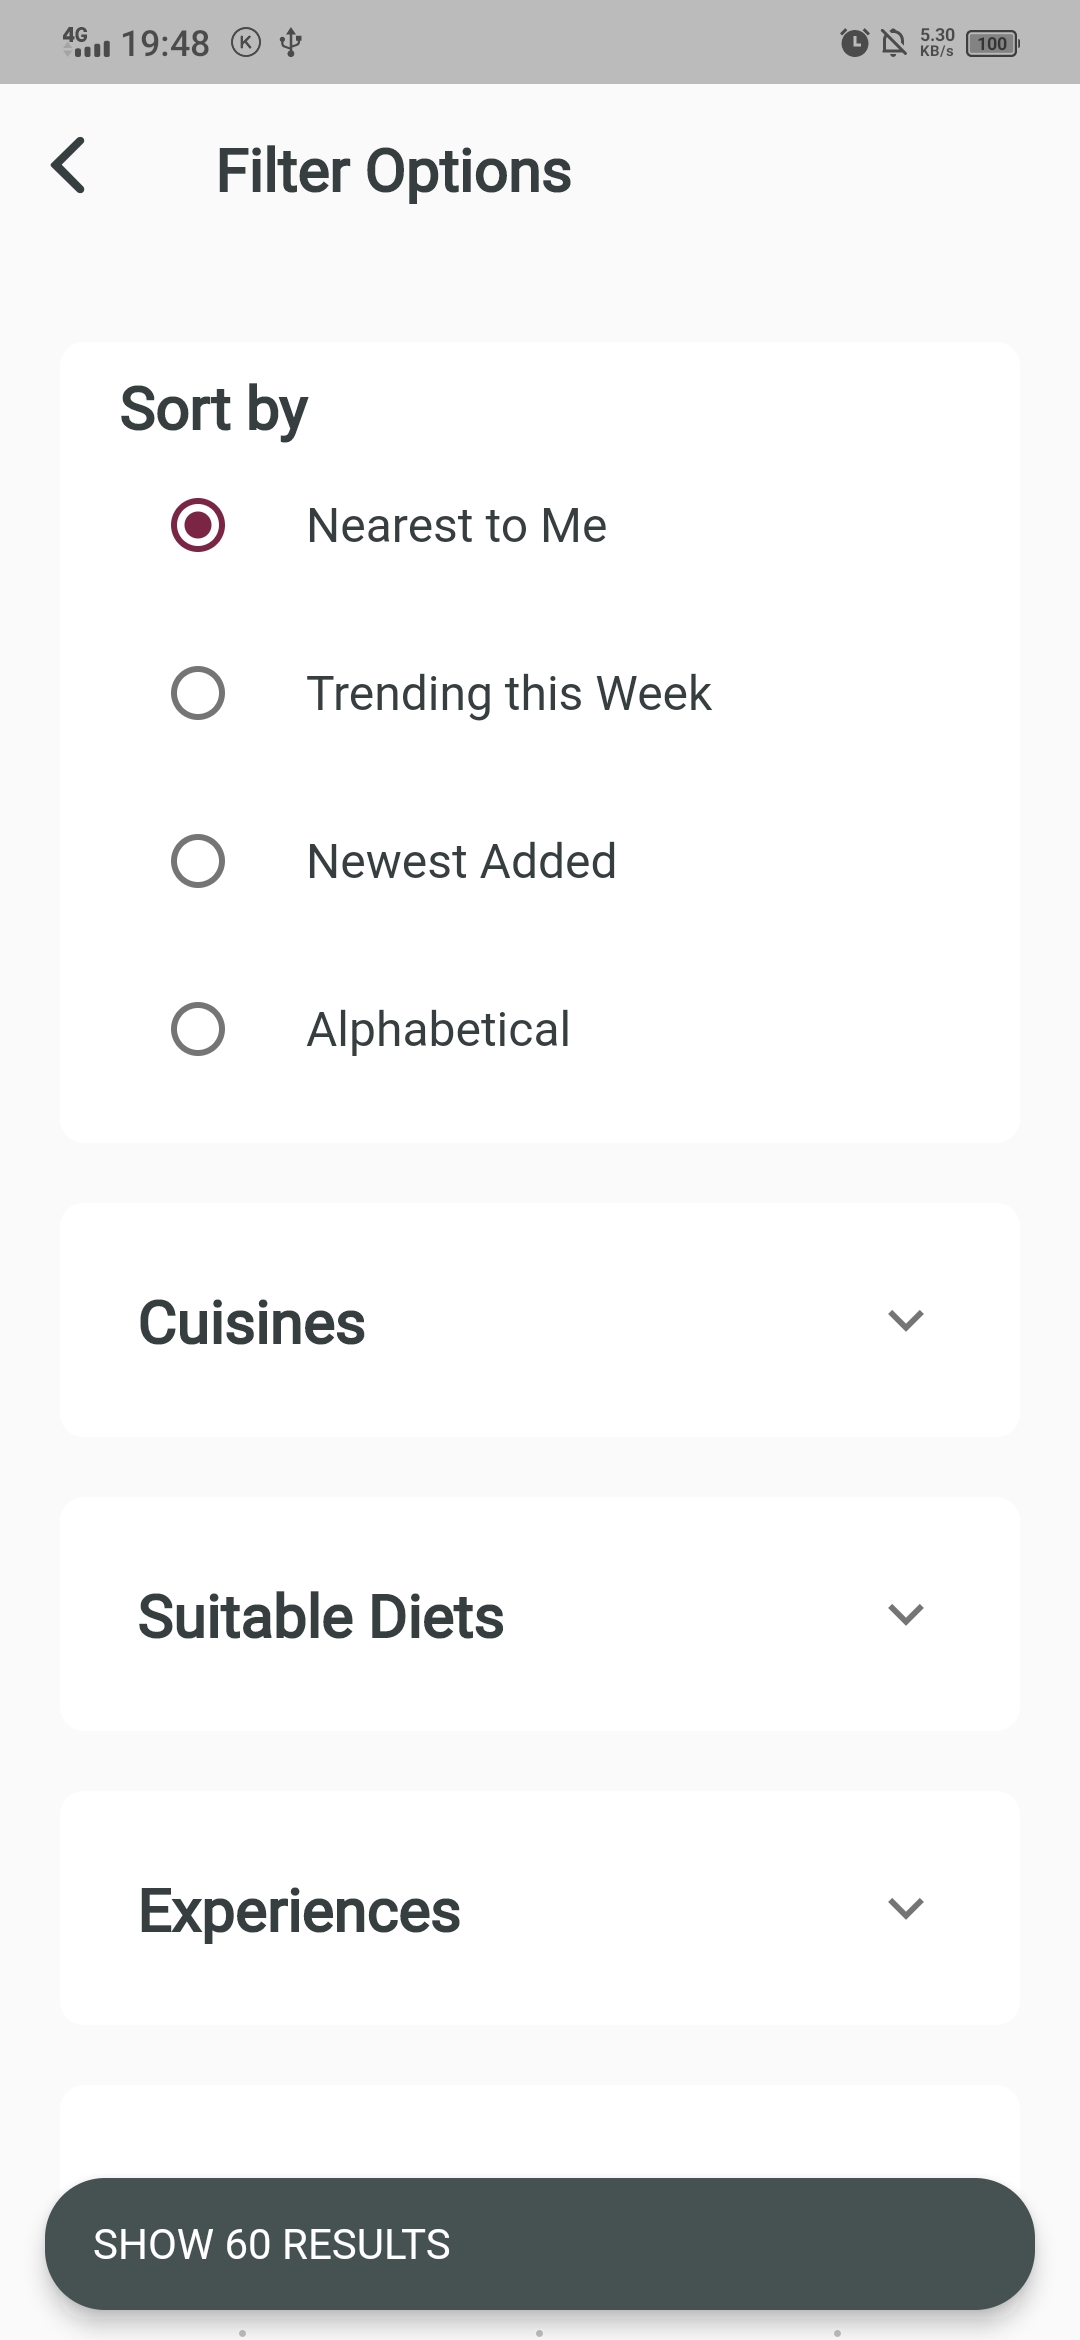 4G 19:48 K 5.30 KB/s 100
Filter Options
Sort by
Nearest to Me
Trending this Week
Newest Added
Alphabetical
Cuisines
Suitable Diets
Experiences
SHOW 60 RESULTS